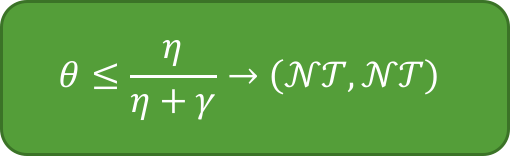 θ ≤ η / (η + γ) → (𝒩𝒯, 𝒩𝒯)